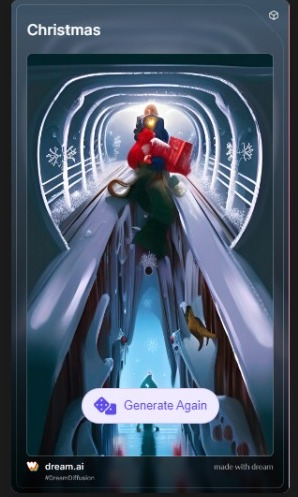 Christmas
Generate Again
dream.ai
made with dream
#DreamDiffusion